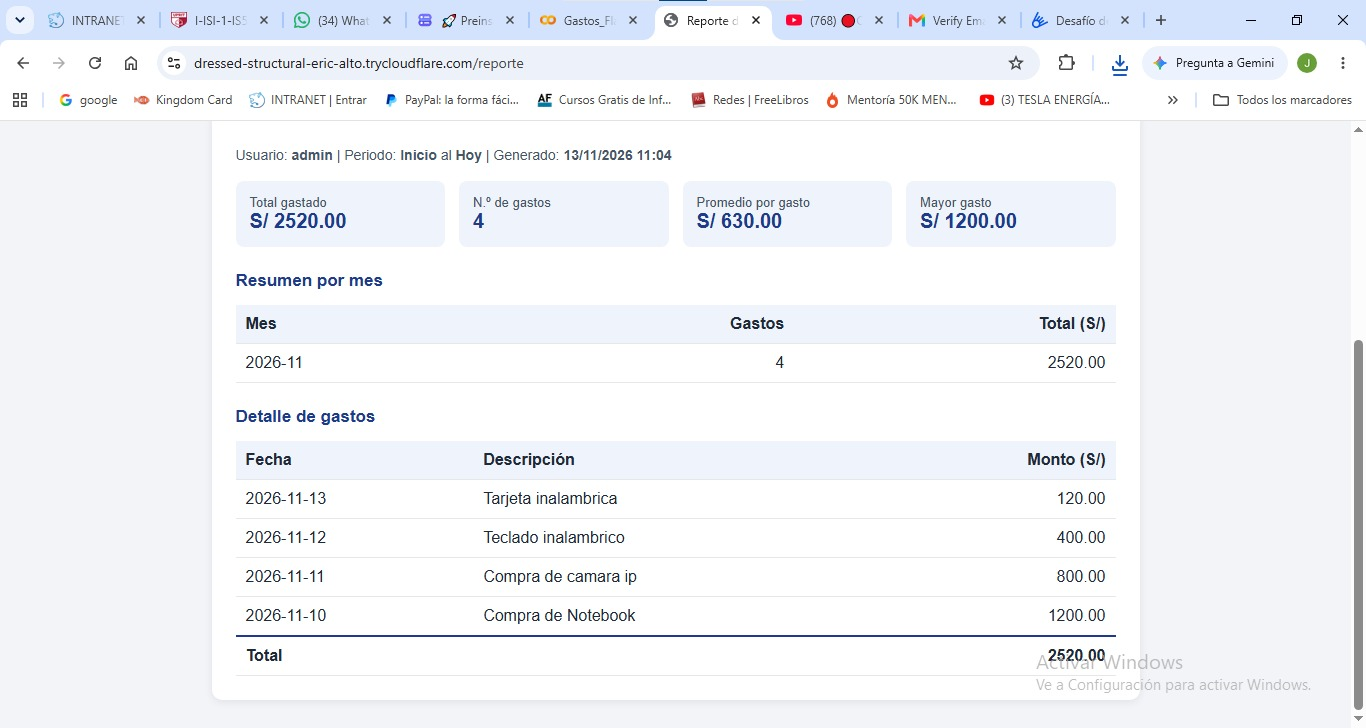 INTRANE
I-ISI-1-IS5
(34) What
Preins
Gastos_Fl
Reporte d
(768)
Verify Ema
Desafío d
dressed-structural-eric-alto.trycloudflare.com/reporte
Pregunta a Gemini
J
google
Kingdom Card
INTRANET | Entrar
PayPal: la forma fáci...
AF Cursos Gratis de Inf...
Redes | FreeLibros
Mentoría 50K MEN...
(3) TESLA ENERGÍA...
»
Todos los marcadores
Usuario: admin | Periodo: Inicio al Hoy | Generado: 13/11/2026 11:04
Total gastado
S/ 2520.00
N.º de gastos
4
Promedio por gasto
S/ 630.00
Mayor gasto
S/ 1200.00
Resumen por mes
Mes Gastos Total (S/)
2026-11 4 2520.00
Detalle de gastos
Fecha Descripción Monto (S/)
2026-11-13 Tarjeta inalambrica 120.00
2026-11-12 Teclado inalambrico 400.00
2026-11-11 Compra de camara ip 800.00
2026-11-10 Compra de Notebook 1200.00
Total 2520.00
Activar Windows
Ve a Configuración para activar Windows.